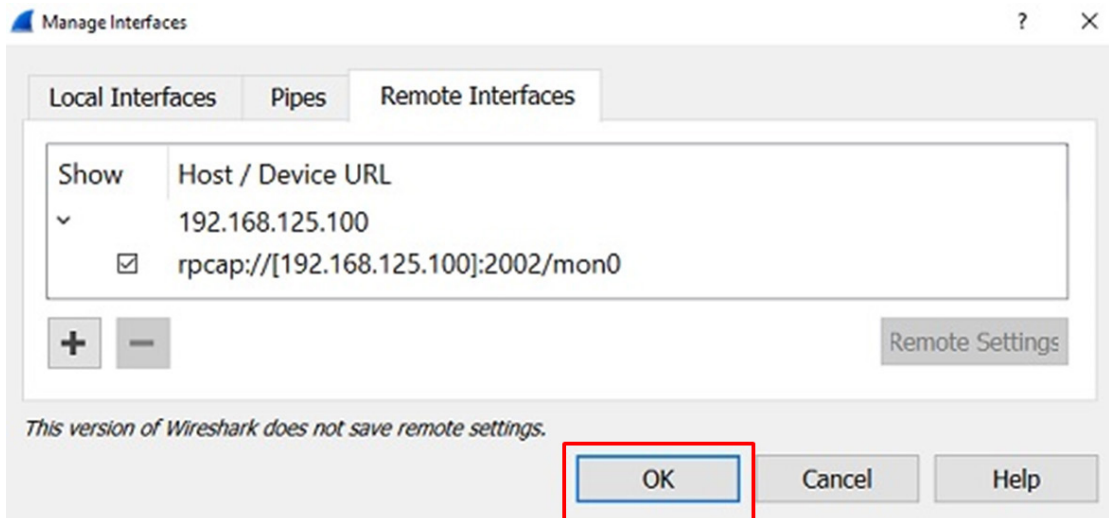 Manage Interfaces ? ×
Local Interfaces Pipes Remote Interfaces
Show Host / Device URL
192.168.125.100
rpcap://[192.168.125.100]:2002/mon0
+ −
Remote Settings
This version of Wireshark does not save remote settings.
OK Cancel Help